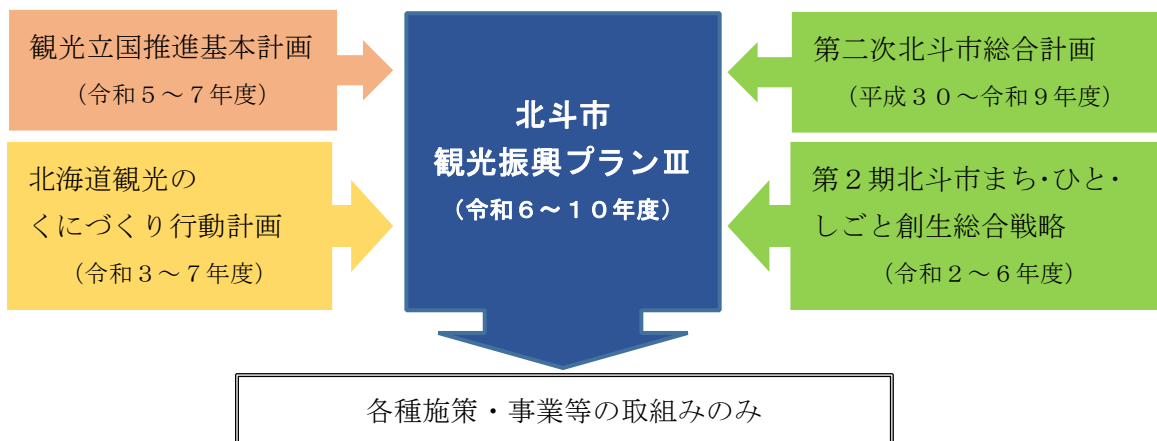 観光立国推進基本計画
（令和５～７年度）
北海道観光の
くにづくり行動計画
（令和３～７年度）
北斗市
観光振興プランⅢ
（令和６～１０年度）
第二次北斗市総合計画
（平成３０～令和９年度）
第２期北斗市まち・ひと・
しごと創生総合戦略
（令和２～６年度）
各種施策・事業等の取組みのみ